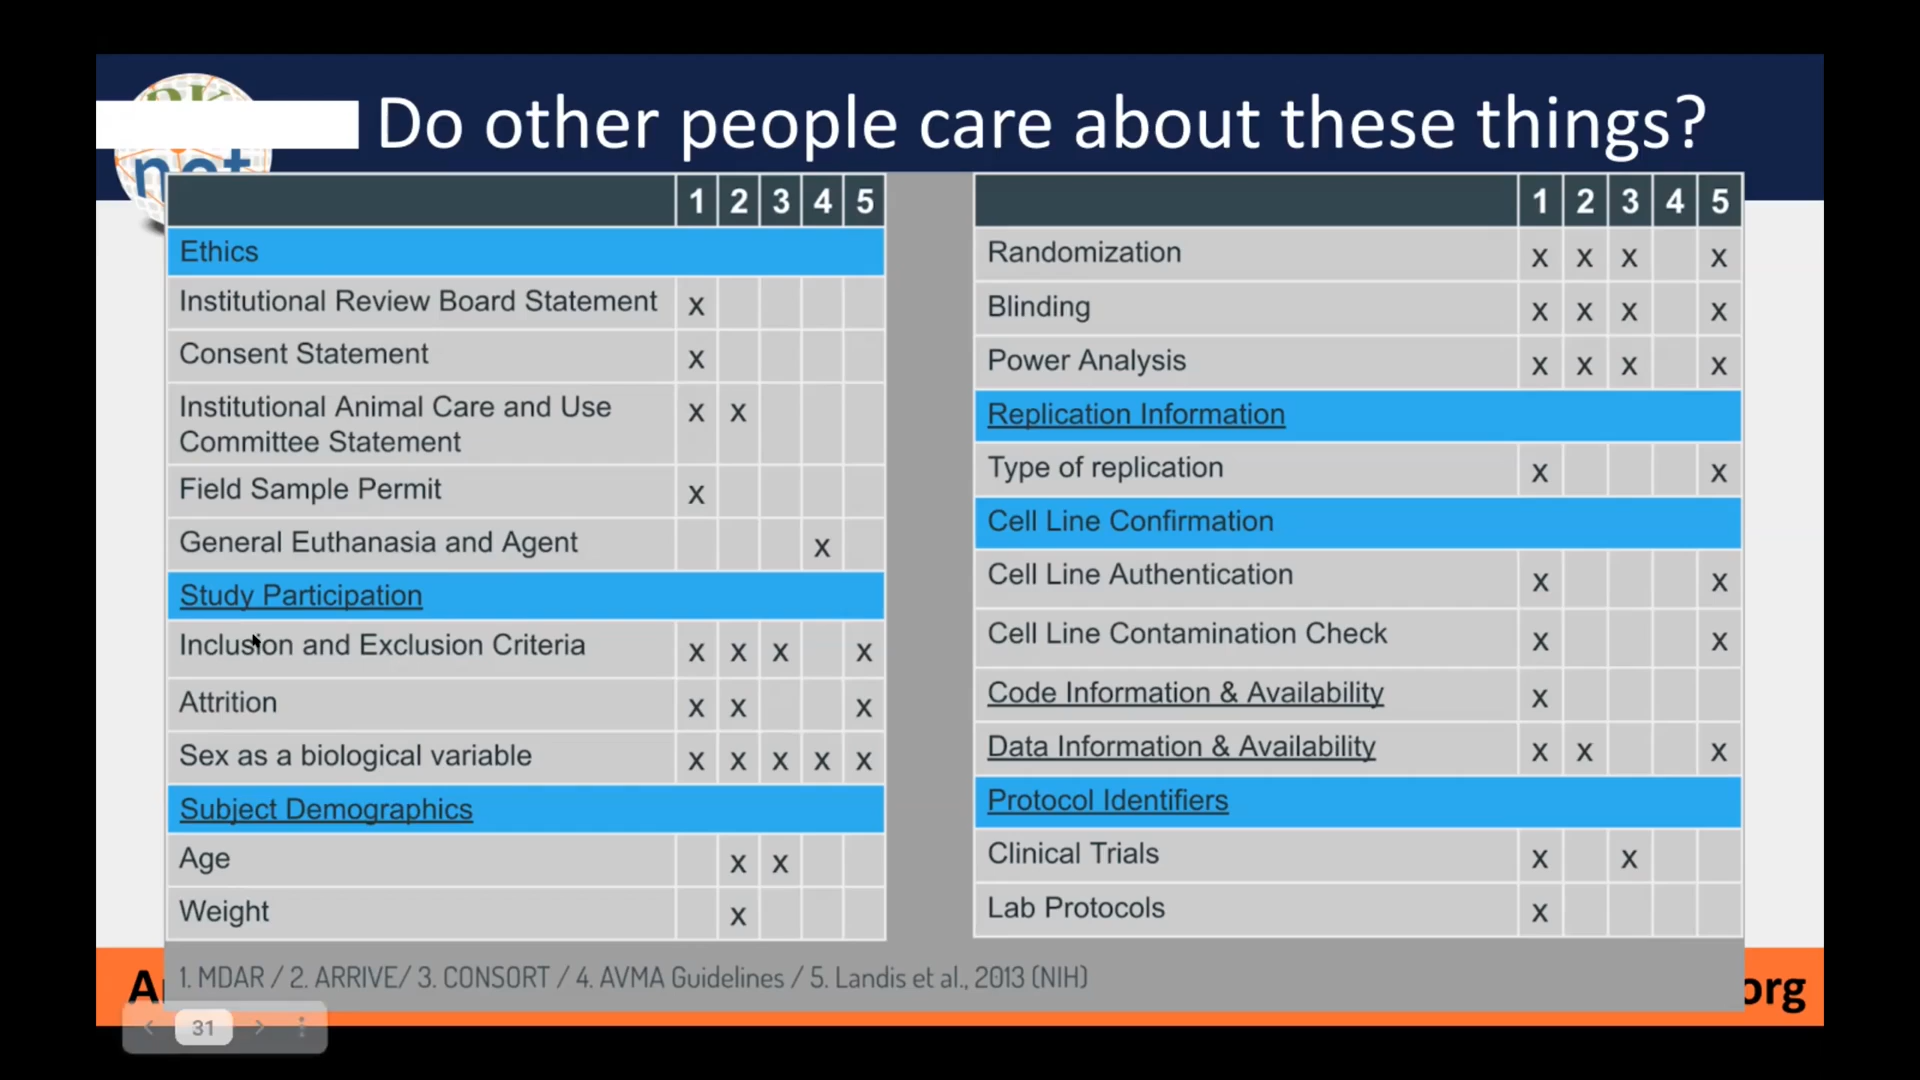 Do other people care about these things?
1 2 3 4 5
Ethics
Institutional Review Board Statement x
Consent Statement x
Institutional Animal Care and Use x x
Committee Statement
Field Sample Permit x
General Euthanasia and Agent x
Study Participation
Inclusion and Exclusion Criteria x x x x
Attrition x x x
Sex as a biological variable x x x x x
Subject Demographics
Age x x
Weight x
1 2 3 4 5
Randomization x x x x
Blinding x x x x
Power Analysis x x x x
Replication Information
Type of replication x x
Cell Line Confirmation
Cell Line Authentication x x
Cell Line Contamination Check x x
Code Information & Availability x
Data Information & Availability x x x
Protocol Identifiers
Clinical Trials x x
Lab Protocols x
1. MDAR / 2. ARRIVE/ 3. CONSORT / 4. AVMA Guidelines / 5. Landis et al., 2013 (NIH)
org
31